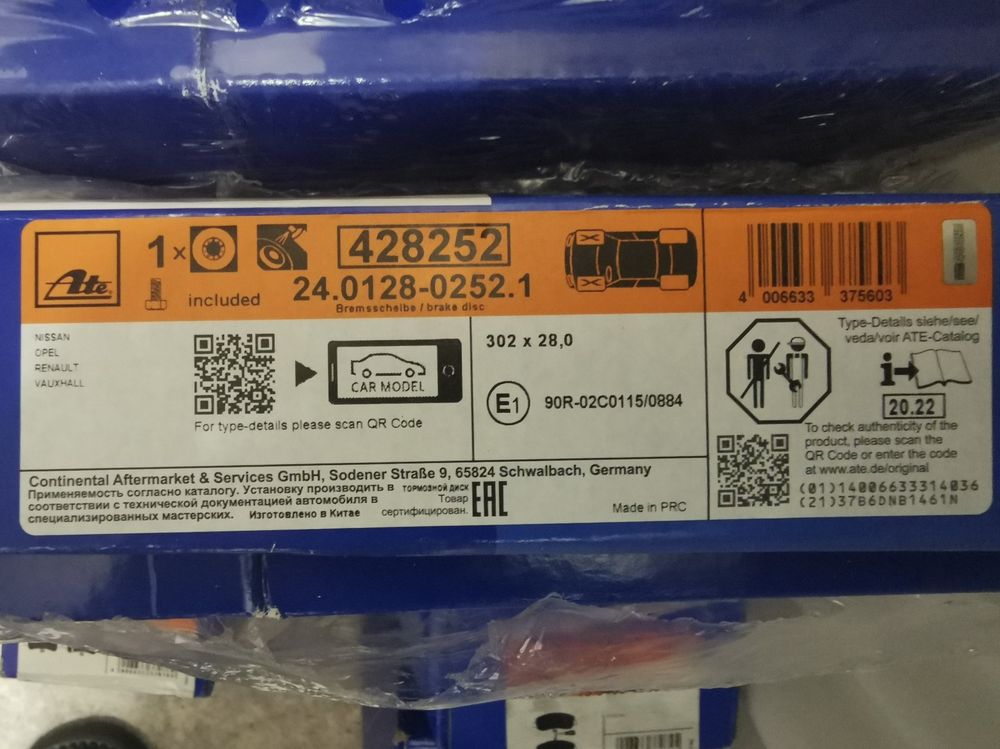 Ate
1x
included
428252
24.0128-0252.1
Bremsscheibe / brake disc
4 006633 375603
NISSAN
OPEL
RENAULT
VAUXHALL
CAR MODEL
For type-details please scan QR Code
302 x 28,0
E1
90R-02C0115/0884
Type-Details siehe/see/
veda/voir ATE-Catalog
i
20.22
To check authenticity of the
product, please scan the
QR Code or enter the code
at www.ate.de/original
(01)14006633314036
(21)37B6DNB1461N
Continental Aftermarket & Services GmbH, Sodener Straße 9, 65824 Schwalbach, Germany
Применяемость согласно каталогу. Установку производить в
соответствии с технической документацией автомобиля в
специализированных мастерских. Изготовлено в Китае
тормозной диск
Товар
сертифицирован.
EAC
Made in PRC